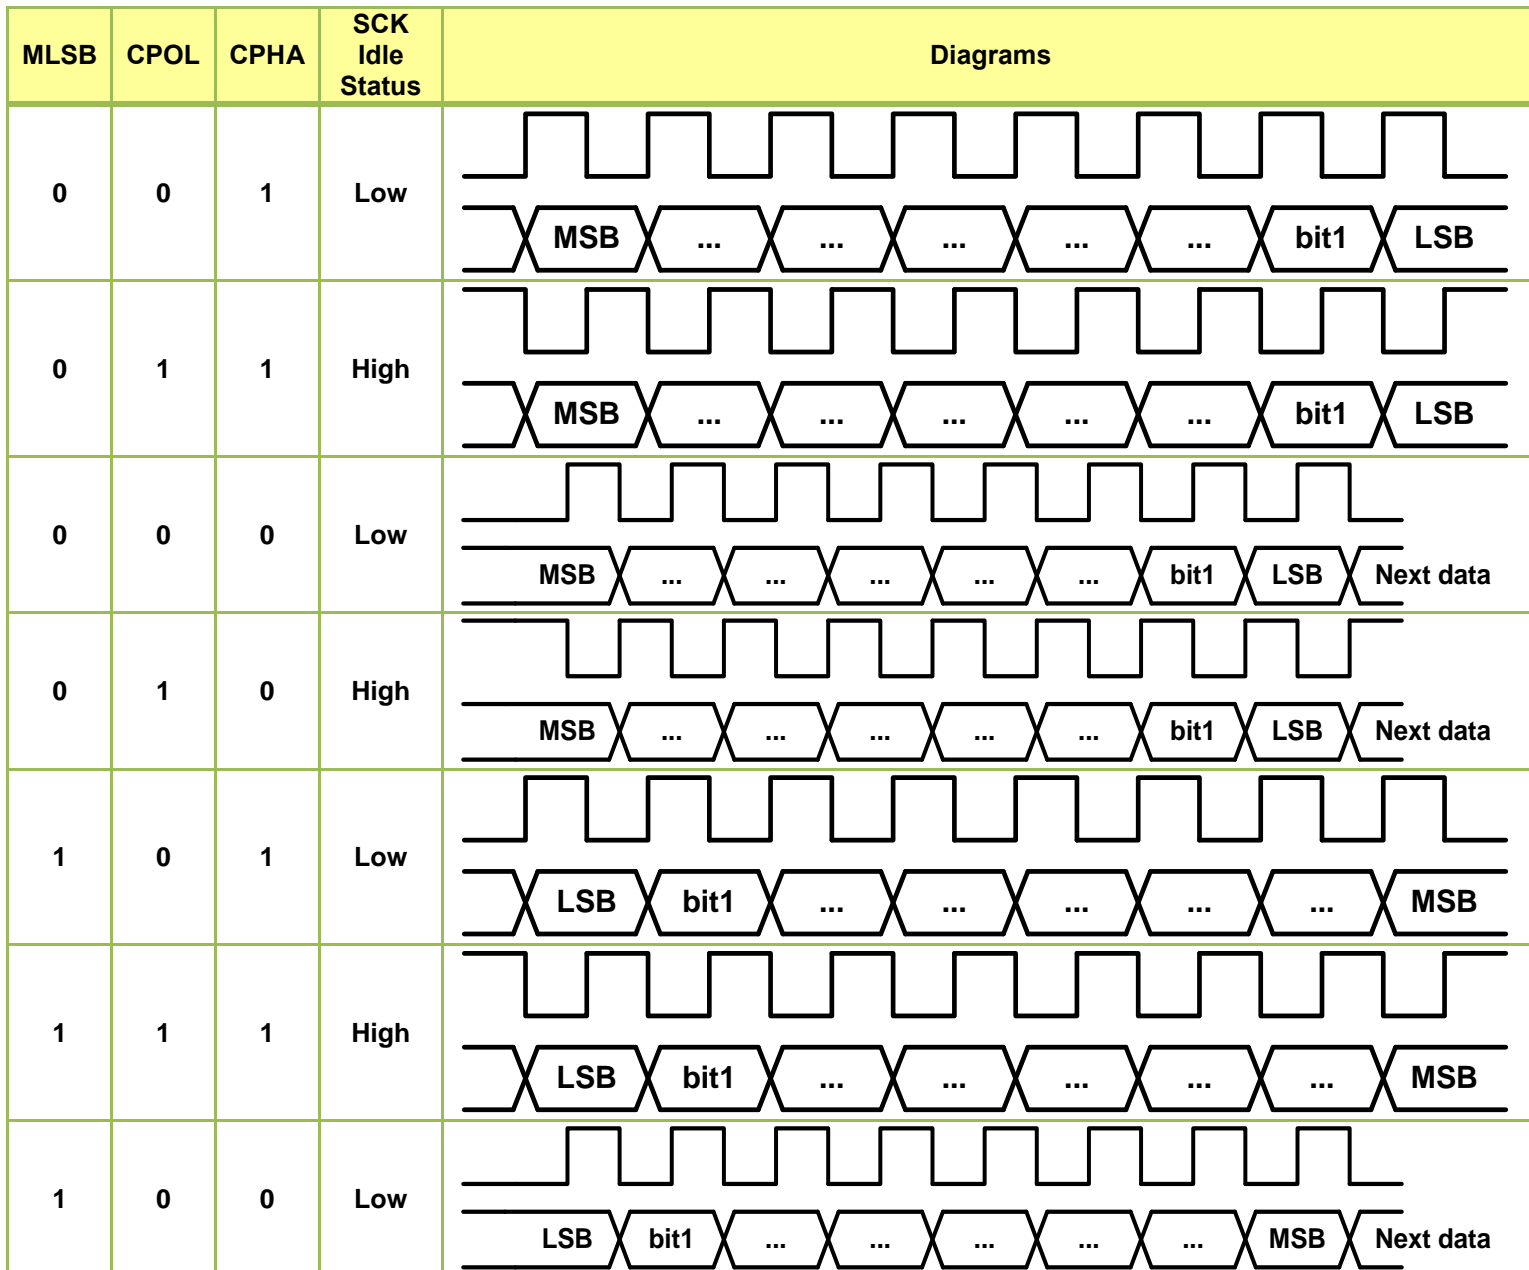 MLSB CPOL CPHA SCK Idle Status Diagrams
0 0 1 Low
MSB ... ... ... ... ... bit1 LSB
0 1 1 High
MSB ... ... ... ... ... bit1 LSB
0 0 0 Low
MSB ... ... ... ... ... bit1 LSB Next data
0 1 0 High
MSB ... ... ... ... ... bit1 LSB Next data
1 0 1 Low
LSB bit1 ... ... ... ... ... MSB
1 1 1 High
LSB bit1 ... ... ... ... ... MSB
1 0 0 Low
LSB bit1 ... ... ... ... ... MSB Next data